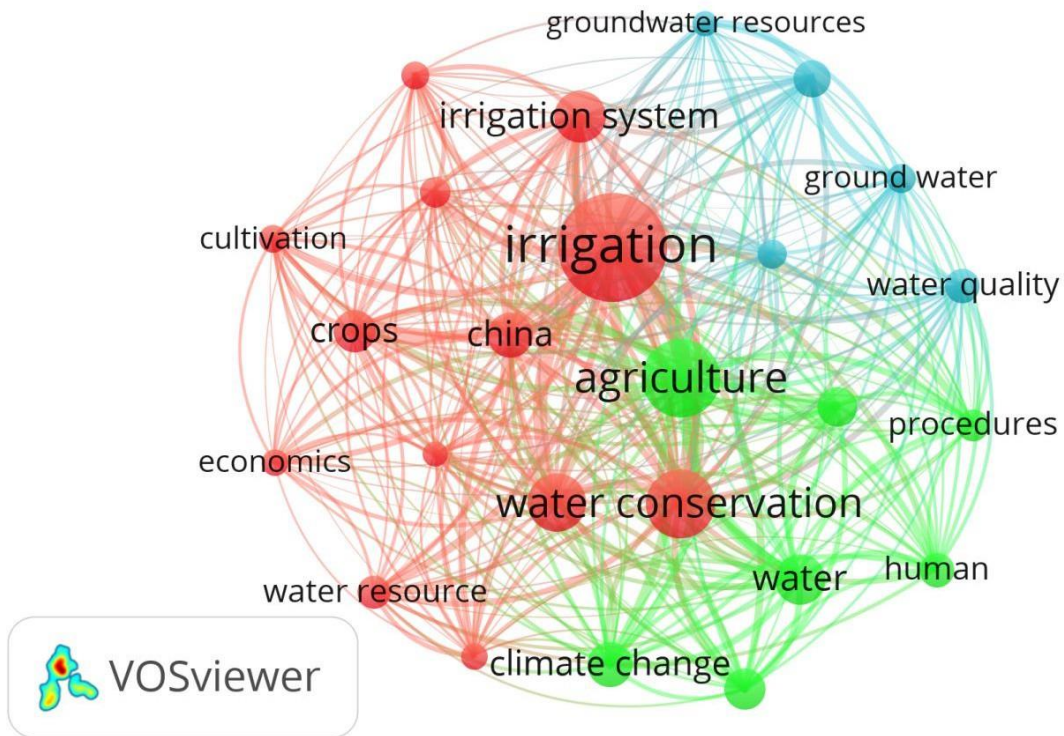 groundwater resources
irrigation system
ground water
cultivation
irrigation
water quality
crops
china
agriculture
procedures
economics
water conservation
water
human
water resource
climate change
VOSviewer